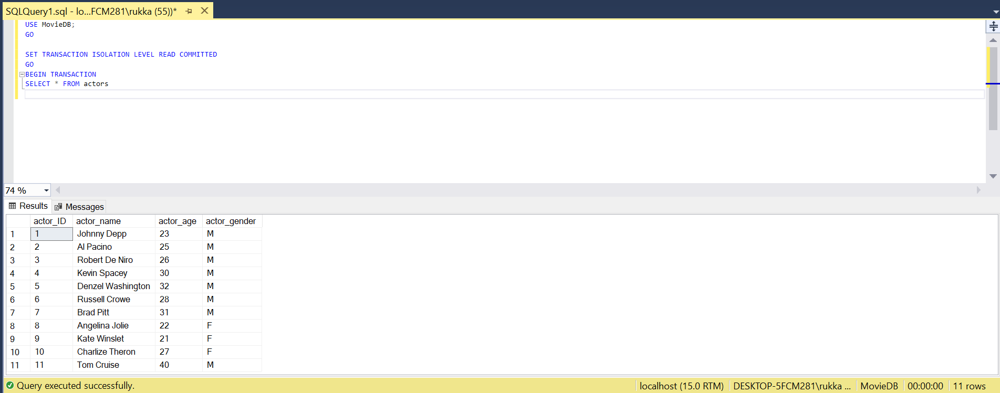 SQLQuery1.sql - lo...FCM281\rukka (55))*
USE MovieDB;
GO
SET TRANSACTION ISOLATION LEVEL READ COMMITTED
GO
BEGIN TRANSACTION
SELECT * FROM actors
74 %
Results Messages
actor_ID actor_name actor_age actor_gender
1 1 Johnny Depp 23 M
2 2 Al Pacino 25 M
3 3 Robert De Niro 26 M
4 4 Kevin Spacey 30 M
5 5 Denzel Washington 32 M
6 6 Russell Crowe 28 M
7 7 Brad Pitt 31 M
8 8 Angelina Jolie 22 F
9 9 Kate Winslet 21 F
10 10 Charlize Theron 27 F
11 11 Tom Cruise 40 M
Query executed successfully. localhost (15.0 RTM) DESKTOP-5FCM281\rukka ... MovieDB 00:00:00 11 rows